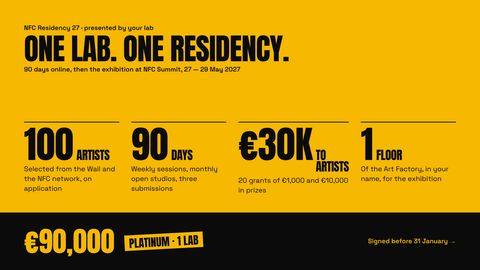 NFC Residency 27 · presented by your lab
ONE LAB. ONE RESIDENCY.
90 days online, then the exhibition at NFC Summit, 27 — 29 May 2027
100 ARTISTS
Selected from the Wall and
the NFC network, on
application
90 DAYS
Weekly sessions, monthly
open studios, three
submissions
€30K TO
ARTISTS
20 grants of €1,000 and €10,000
in prizes
1 FLOOR
Of the Art Factory, in your
name, for the exhibition
€90,000
PLATINUM · 1 LAB
Signed before 31 January →